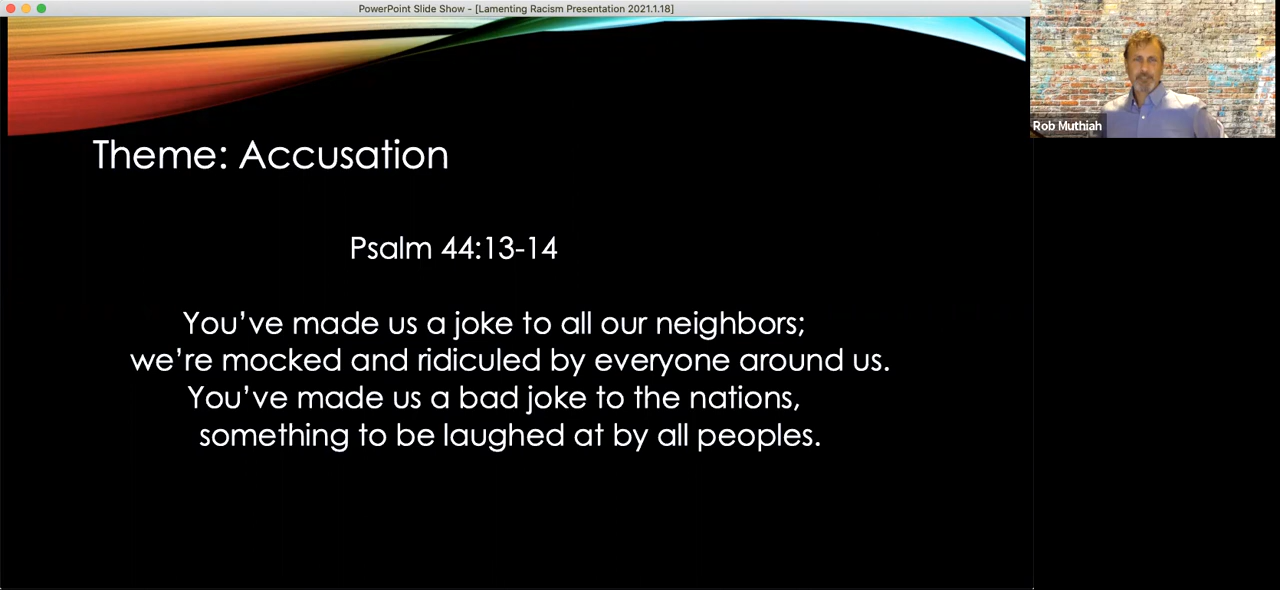 PowerPoint Slide Show - [Lamenting Racism Presentation 2021.1.18]
Rob Muthiah
Theme: Accusation
Psalm 44:13-14
You’ve made us a joke to all our neighbors;
we’re mocked and ridiculed by everyone around us.
You’ve made us a bad joke to the nations,
something to be laughed at by all peoples.